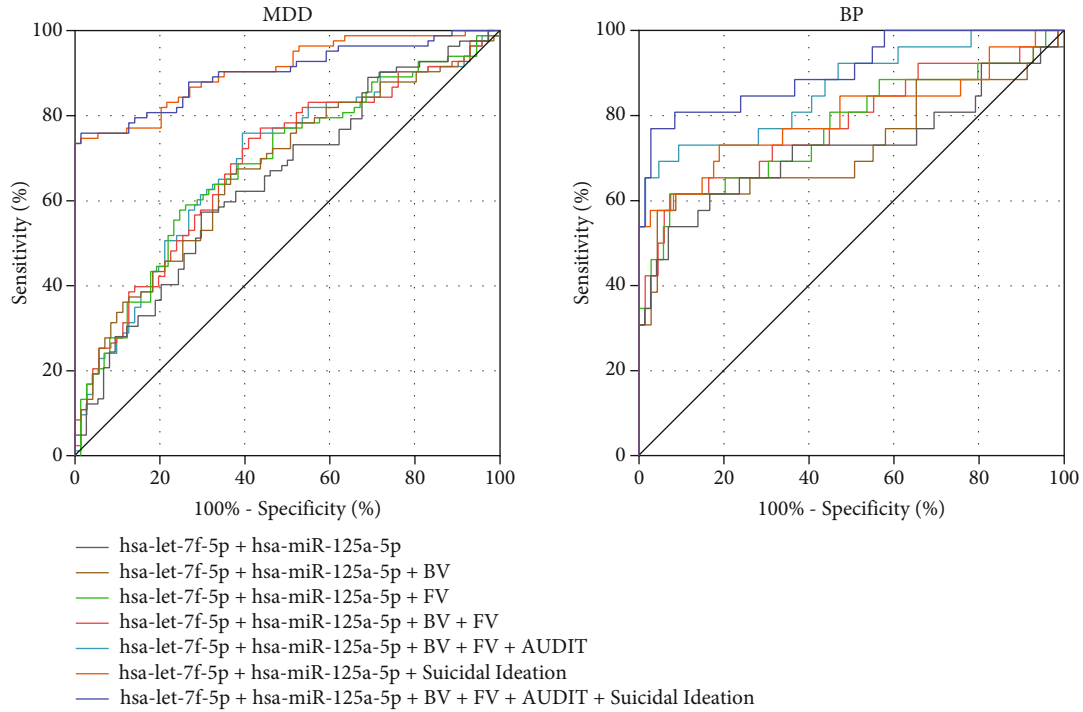 MDD
100
80
60
40
20
0
Sensitivity (%)
0 20 40 60 80 100
100% - Specificity (%)
BP
100
80
60
40
20
0
Sensitivity (%)
0 20 40 60 80 100
100% - Specificity (%)
hsa-let-7f-5p + hsa-miR-125a-5p
hsa-let-7f-5p + hsa-miR-125a-5p + BV
hsa-let-7f-5p + hsa-miR-125a-5p + FV
hsa-let-7f-5p + hsa-miR-125a-5p + BV + FV
hsa-let-7f-5p + hsa-miR-125a-5p + BV + FV + AUDIT
hsa-let-7f-5p + hsa-miR-125a-5p + Suicidal Ideation
hsa-let-7f-5p + hsa-miR-125a-5p + BV + FV + AUDIT + Suicidal Ideation